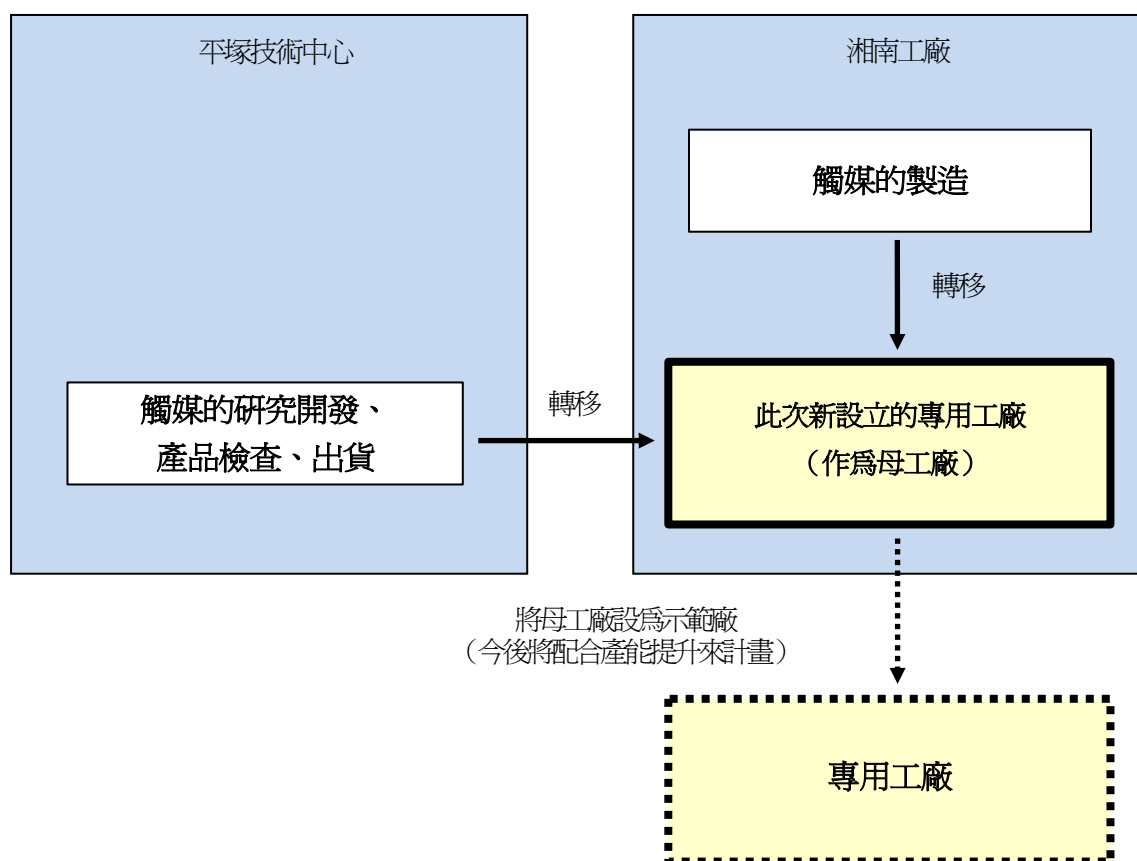 平塚技術中心
湘南工廠
觸媒的製造
轉移
觸媒的研究開發、
產品檢查、出貨
轉移
此次新設立的專用工廠
（作爲母工廠）
將母工廠設爲示範廠
（今後將配合產能提升來計畫）
專用工廠